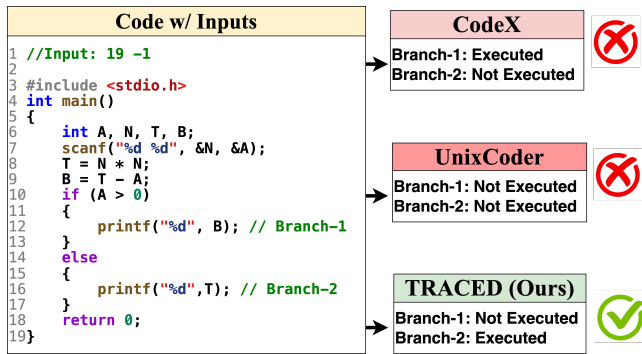 Code w/ Inputs
1 //Input: 19 -1
2
3 #include <stdio.h>
4 int main()
5 {
6     int A, N, T, B;
7     scanf("%d %d", &N, &A);
8     T = N * N;
9     B = T - A;
10     if (A > 0)
11     {
12         printf("%d", B); // Branch-1
13     }
14     else
15     {
16         printf("%d",T); // Branch-2
17     }
18     return 0;
19}
CodeX
Branch-1: Executed
Branch-2: Not Executed
UnixCoder
Branch-1: Not Executed
Branch-2: Not Executed
TRACED (Ours)
Branch-1: Not Executed
Branch-2: Executed